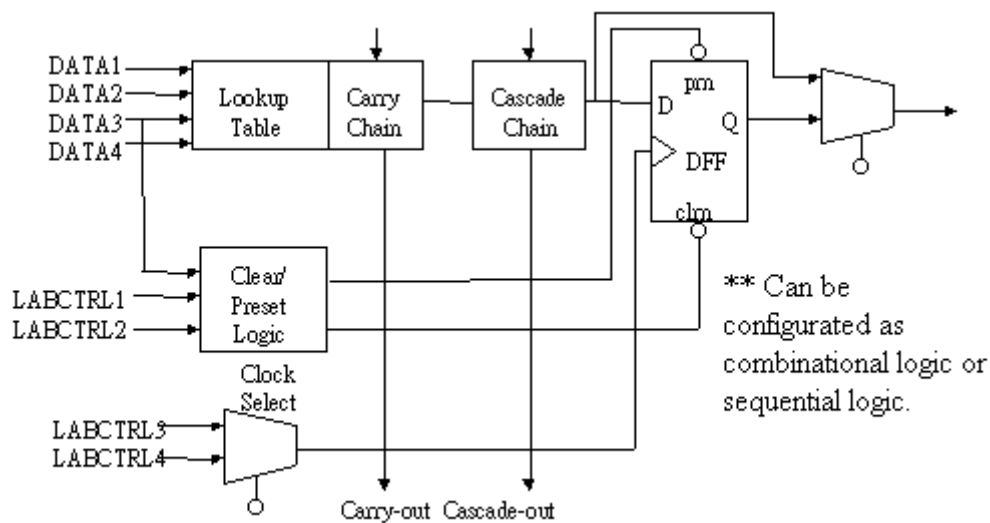 DATA1
DATA2
DATA3
DATA4
Lookup
Table
Carry
Chain
Cascade
Chain
prn
D
Q
DFF
clrn
Clear/
Preset
Logic
LABCTRL1
LABCTRL2
Clock
Select
LABCTRL3
LABCTRL4
Carry-out
Cascade-out
** Can be
configurated as
combinational logic or
sequential logic.